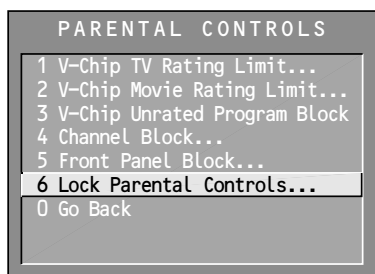 PARENTAL CONTROLS
1 V-Chip TV Rating Limit...
2 V-Chip Movie Rating Limit...
3 V-Chip Unrated Program Block
4 Channel Block...
5 Front Panel Block...
6 Lock Parental Controls...
0 Go Back